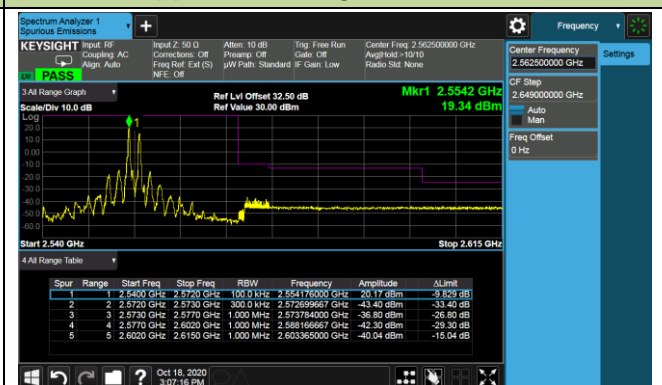 Spectrum Analyzer 1
Spurious Emissions
+
Frequency
KEYSIGHT Input: RF Input Z: 50 Ω Atten: 10 dB Trig: Free Run Center Freq: 2.562500000 GHz
Coupling: AC Corrections: Off Preamp: Off Gate: Off Avg|Hold:>10/10
Align: Auto Freq Ref: Ext (S) µW Path: Standard IF Gain: Low Radio Std: None
NFE: Off
PASS
Center Frequency
2.562500000 GHz
Settings
CF Step
2.649000000 GHz
Auto
Man
Freq Offset
0 Hz
3 All Range Graph
Ref Lvl Offset 32.50 dB
Mkr1 2.5542 GHz
Scale/Div 10.0 dB
Ref Value 30.00 dBm
19.34 dBm
Log
1
20.0
10.0
0.00
-10.0
-20.0
-30.0
-40.0
-50.0
-60.0
Start 2.540 GHz Stop 2.615 GHz
4 All Range Table
Spur Range Start Freq Stop Freq RBW Frequency Amplitude ΔLimit
1 1 2.5400 GHz 2.5720 GHz 100.0 kHz 2.554176000 GHz 20.17 dBm -9.829 dB
2 2 2.5720 GHz 2.5730 GHz 300.0 kHz 2.572699667 GHz -43.40 dBm -33.40 dB
3 3 2.5730 GHz 2.5770 GHz 1.000 MHz 2.573784000 GHz -36.80 dBm -26.80 dB
4 4 2.5770 GHz 2.6020 GHz 1.000 MHz 2.588166667 GHz -42.30 dBm -29.30 dB
5 5 2.6020 GHz 2.6150 GHz 1.000 MHz 2.603365000 GHz -40.04 dBm -15.04 dB
?
Oct 18, 2020
3:07:16 PM